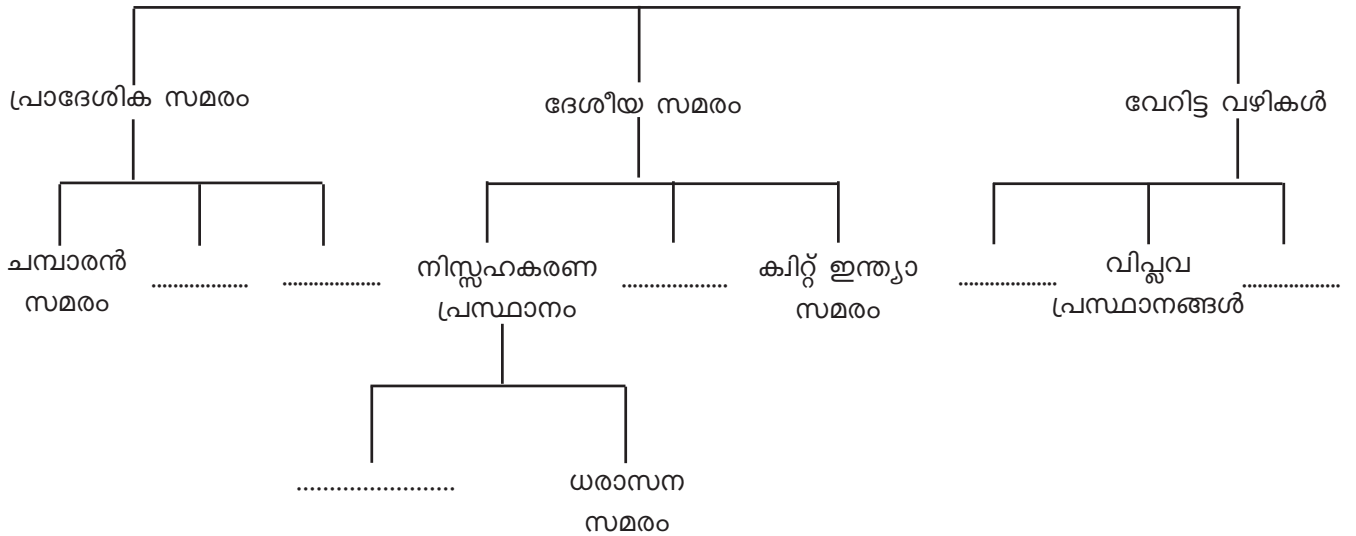 പ്രാദേശിക സമരം
ദേശീയ സമരം
വേറിട്ട വഴികൾ
ചമ്പാരൻ
സമരം
....................
....................
നിസ്സഹകരണ
പ്രസ്ഥാനം
......................
ക്വിറ്റ് ഇന്ത്യാ
സമരം
....................
വിപ്ലവ
പ്രസ്ഥാനങ്ങൾ
....................
........................
ധരാസന
സമരം